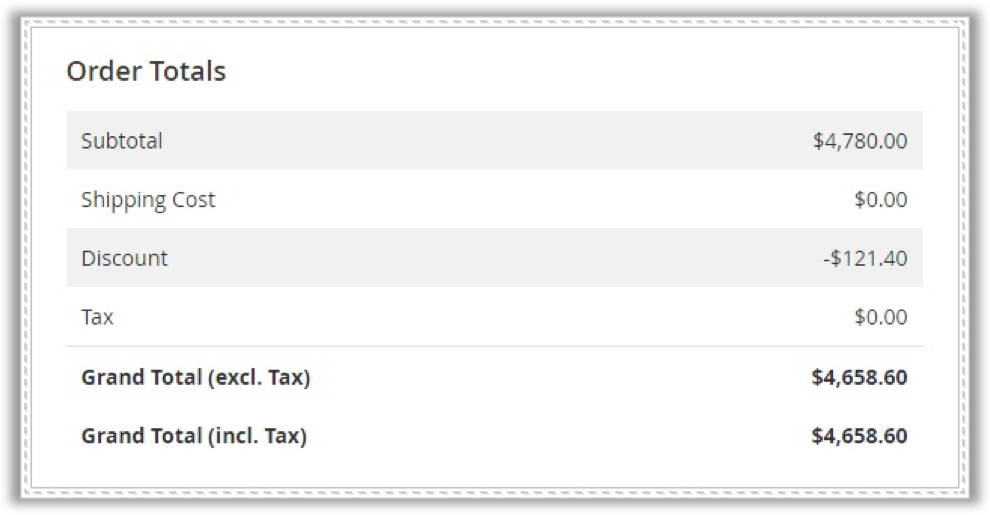 Order Totals
Subtotal $4,780.00
Shipping Cost $0.00
Discount -$121.40
Tax $0.00
Grand Total (excl. Tax) $4,658.60
Grand Total (incl. Tax) $4,658.60